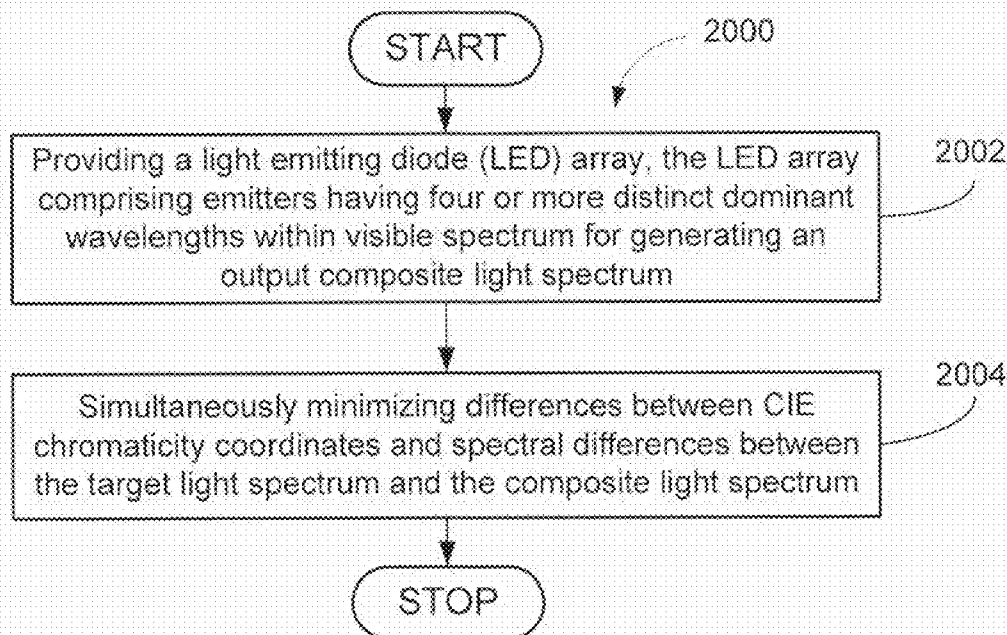 START
2000
Providing a light emitting diode (LED) array, the LED array
comprising emitters having four or more distinct dominant
wavelengths within visible spectrum for generating an
output composite light spectrum
2002
Simultaneously minimizing differences between CIE
chromaticity coordinates and spectral differences between
the target light spectrum and the composite light spectrum
2004
STOP